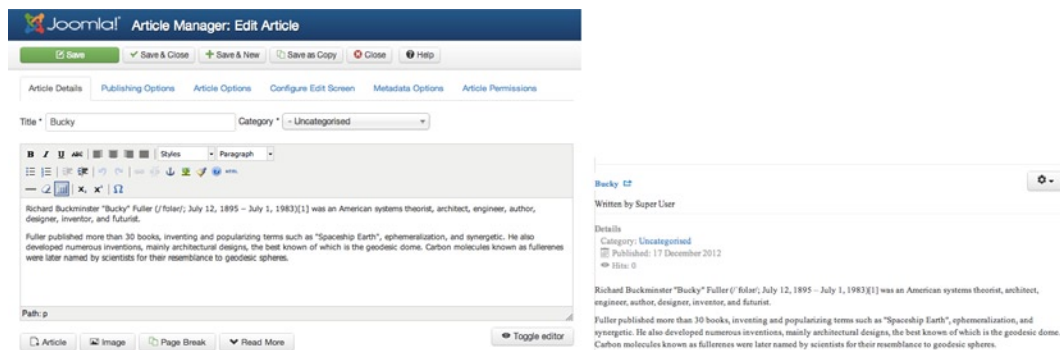 Joomla! Article Manager: Edit Article
Save Save & Close Save & New Save as Copy Close Help
Article Details Publishing Options Article Options Configure Edit Screen Metadata Options Article Permissions
Title * Bucky Category * - Uncategorised
B I U ABC Styles Paragraph
HTML
x, x' Ω
Richard Buckminster "Bucky" Fuller (/ˈfʊlər/; July 12, 1895 – July 1, 1983)[1] was an American systems theorist, architect, engineer, author,
designer, inventor, and futurist.
Fuller published more than 30 books, inventing and popularizing terms such as "Spaceship Earth", ephemeralization, and synergetic. He also
developed numerous inventions, mainly architectural designs, the best known of which is the geodesic dome. Carbon molecules known as fullerenes
were later named by scientists for their resemblance to geodesic spheres.
Path: p
Article Image Page Break Read More Toggle editor
Bucky
Written by Super User
Details
Category: Uncategorised
Published: 17 December 2012
Hits: 0
Richard Buckminster "Bucky" Fuller (/ˈfʊlər/; July 12, 1895 – July 1, 1983)[1] was an American systems theorist, architect,
engineer, author, designer, inventor, and futurist.
Fuller published more than 30 books, inventing and popularizing terms such as "Spaceship Earth", ephemeralization, and
synergetic. He also developed numerous inventions, mainly architectural designs, the best known of which is the geodesic dome.
Carbon molecules known as fullerenes were later named by scientists for their resemblance to geodesic spheres.